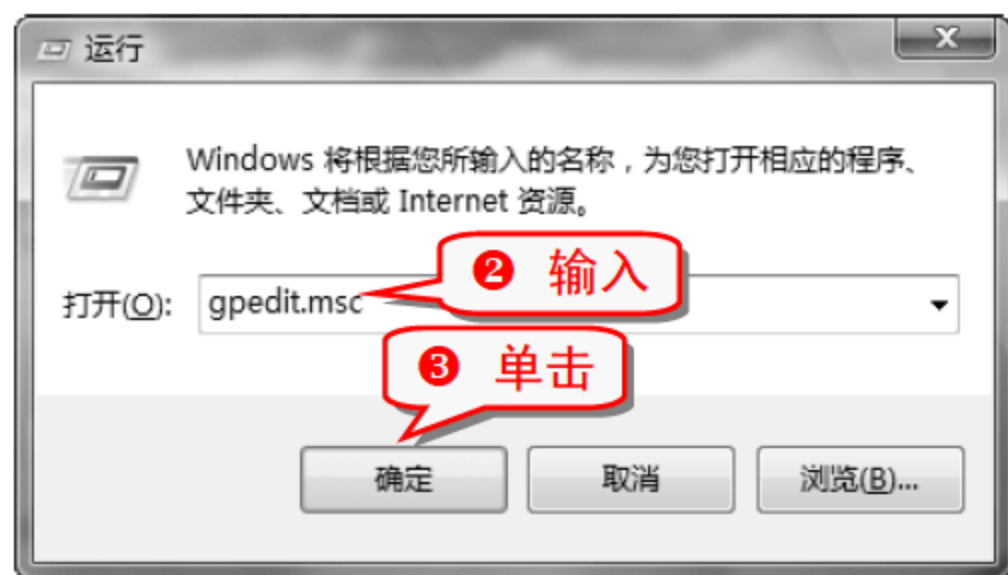 运行
Windows 将根据您所输入的名称，为您打开相应的程序、
文件夹、文档或 Internet 资源。
❷ 输入
打开(O): gpedit.msc
❸ 单击
确定 取消 浏览(B)...